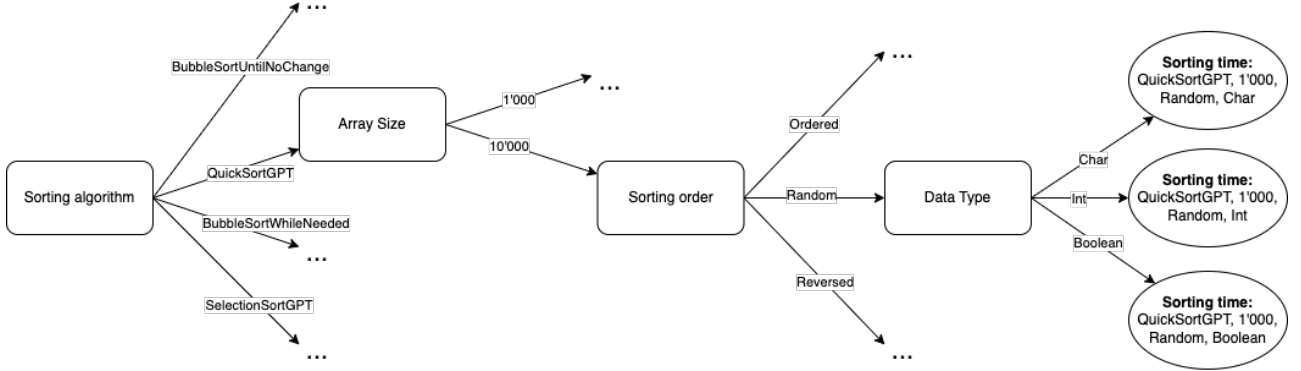 ...
BubbleSortUntilNoChange
Array Size
1'000
...
10'000
QuickSortGPT
Sorting algorithm
BubbleSortWhileNeeded
...
SelectionSortGPT
...
Sorting order
...
Ordered
Random
Reversed
...
Data Type
Char
Int
Boolean
Sorting time:
QuickSortGPT, 1'000,
Random, Char
Sorting time:
QuickSortGPT, 1'000,
Random, Int
Sorting time:
QuickSortGPT, 1'000,
Random, Boolean